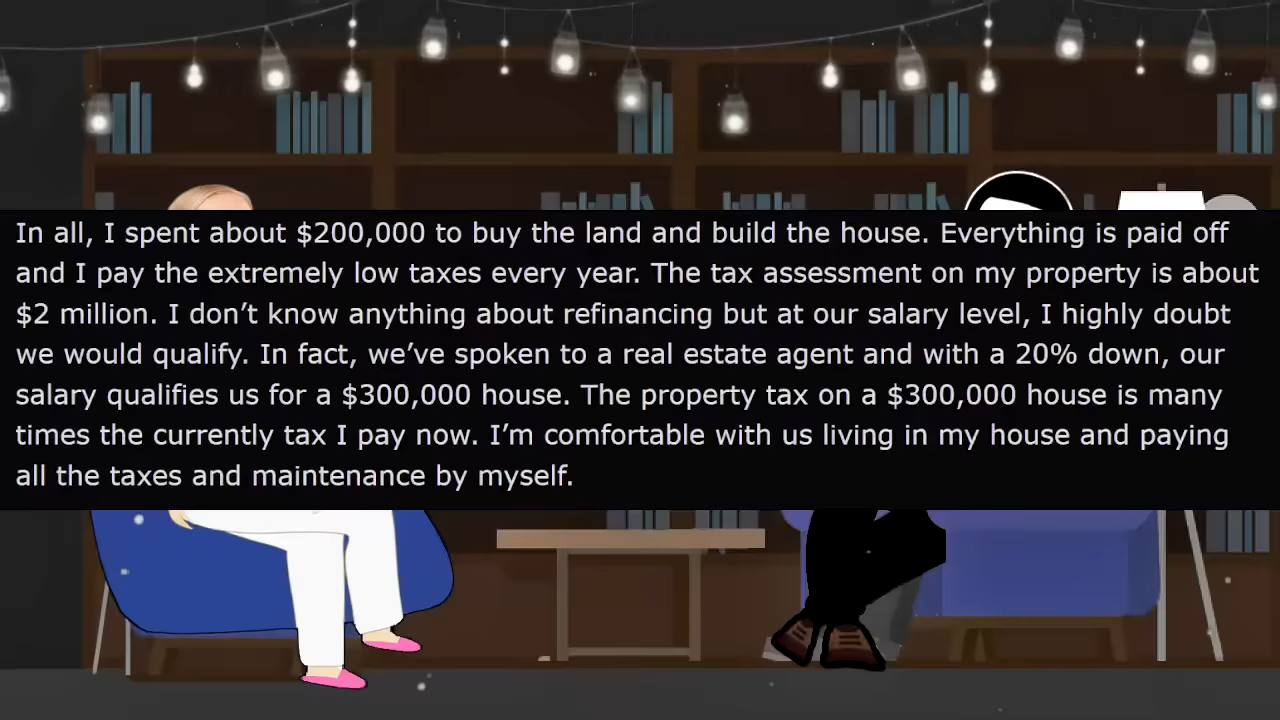 In all, I spent about $200,000 to buy the land and build the house. Everything is paid off
and I pay the extremely low taxes every year. The tax assessment on my property is about
$2 million. I don’t know anything about refinancing but at our salary level, I highly doubt
we would qualify. In fact, we’ve spoken to a real estate agent and with a 20% down, our
salary qualifies us for a $300,000 house. The property tax on a $300,000 house is many
times the currently tax I pay now. I’m comfortable with us living in my house and paying
all the taxes and maintenance by myself.